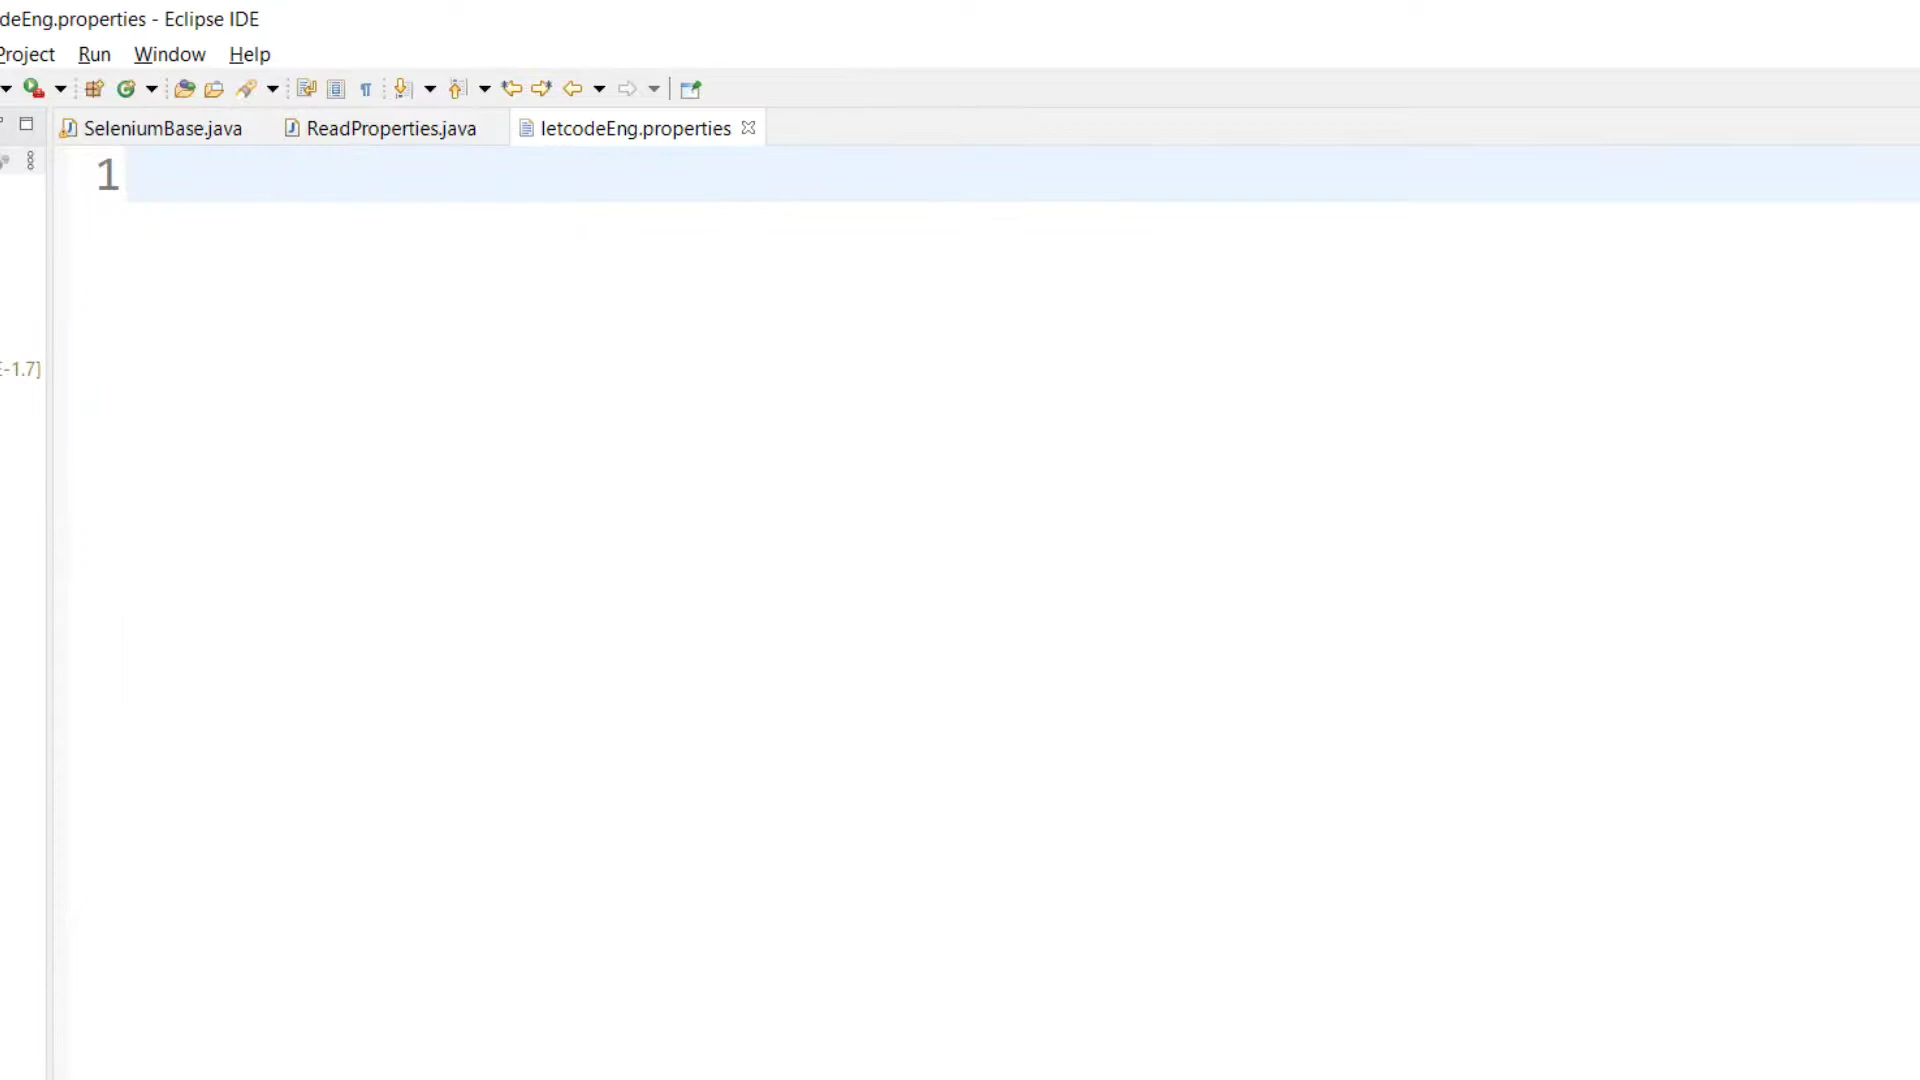 deEng.properties - Eclipse IDE
Project Run Window Help
SeleniumBase.java ReadProperties.java letcodeEng.properties
1
E-1.7]